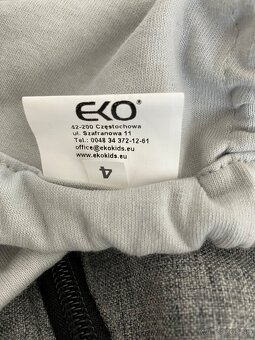 EKO®
42-200 Częstochowa
ul. Szafranowa 11
Tel.: 0048 34 372-12-61
office@ekokids.eu
www.ekokids.eu
4